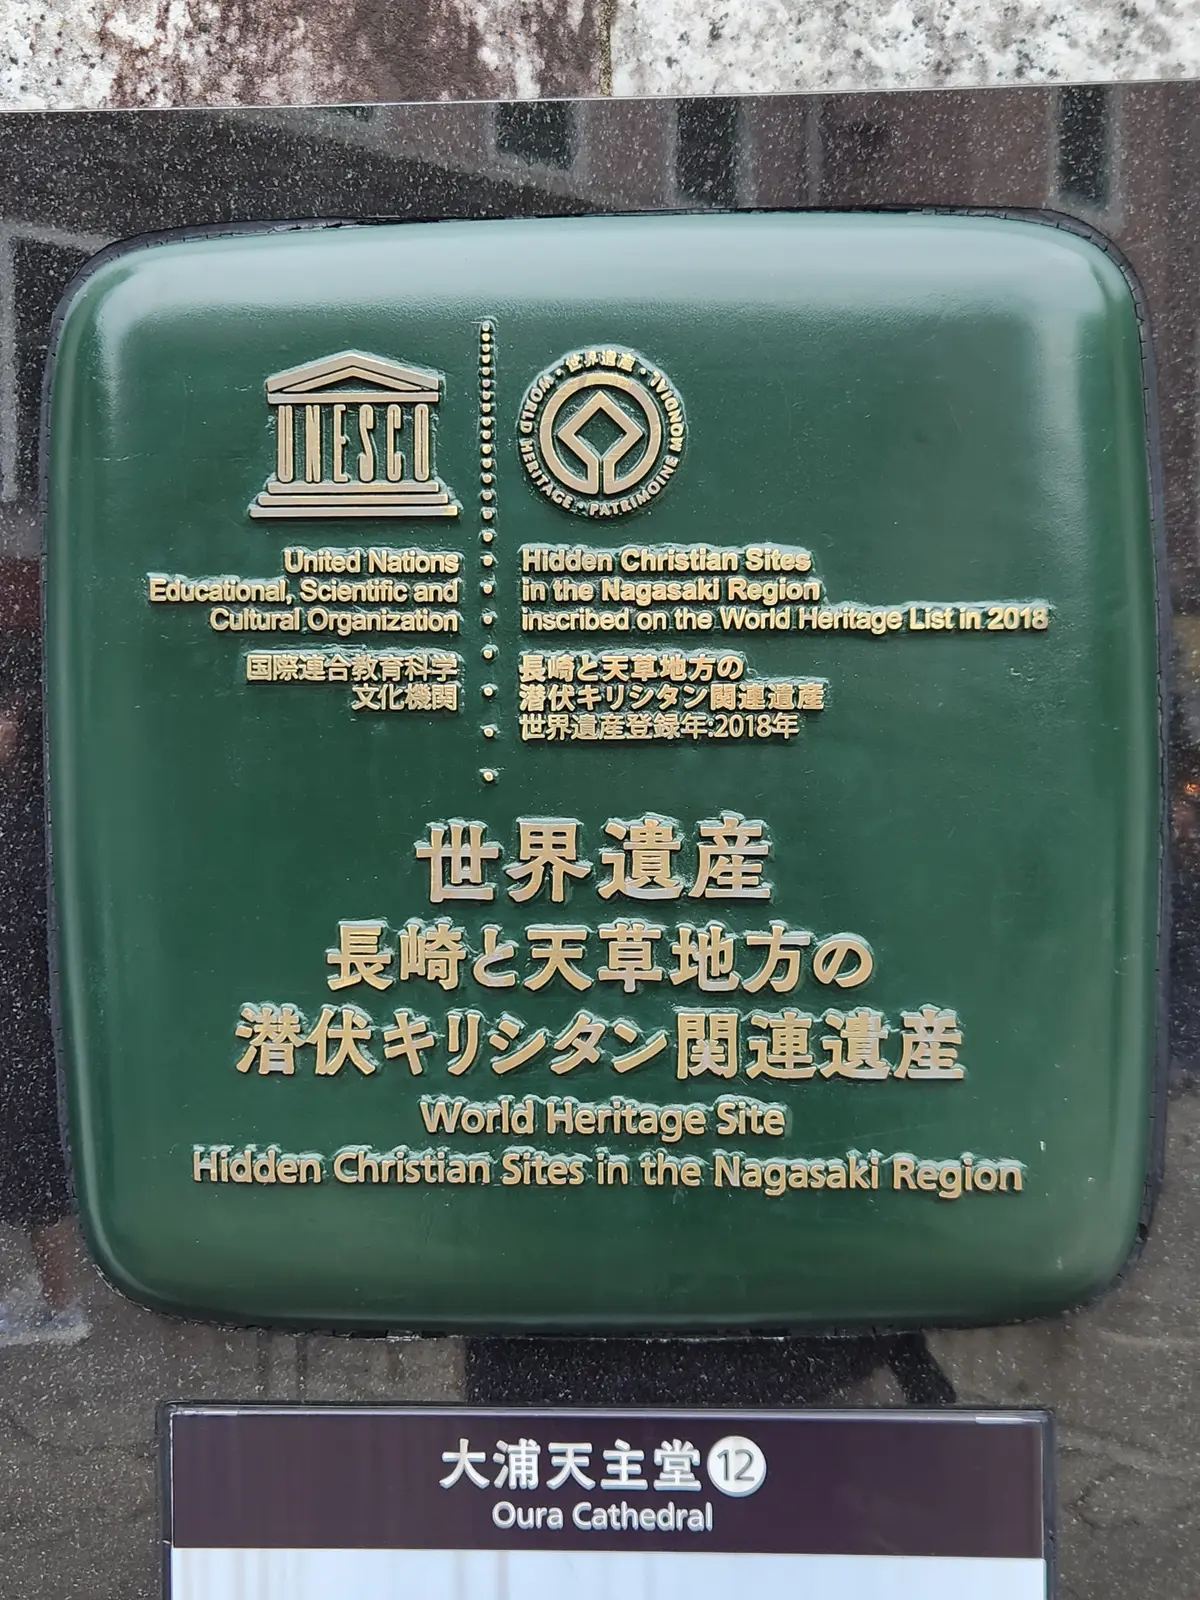 UNESCO
United Nations
Educational, Scientific and
Cultural Organization
国際連合教育科学
文化機関
世界遺産 • WORLD HERITAGE • PATRIMOINE MONDIAL •
Hidden Christian Sites
in the Nagasaki Region
inscribed on the World Heritage List in 2018
長崎と天草地方の
潜伏キリシタン関連遺産
世界遺産登録年:2018年
世界遺産
長崎と天草地方の
潜伏キリシタン関連遺産
World Heritage Site
Hidden Christian Sites in the Nagasaki Region
大浦天主堂 12
Oura Cathedral